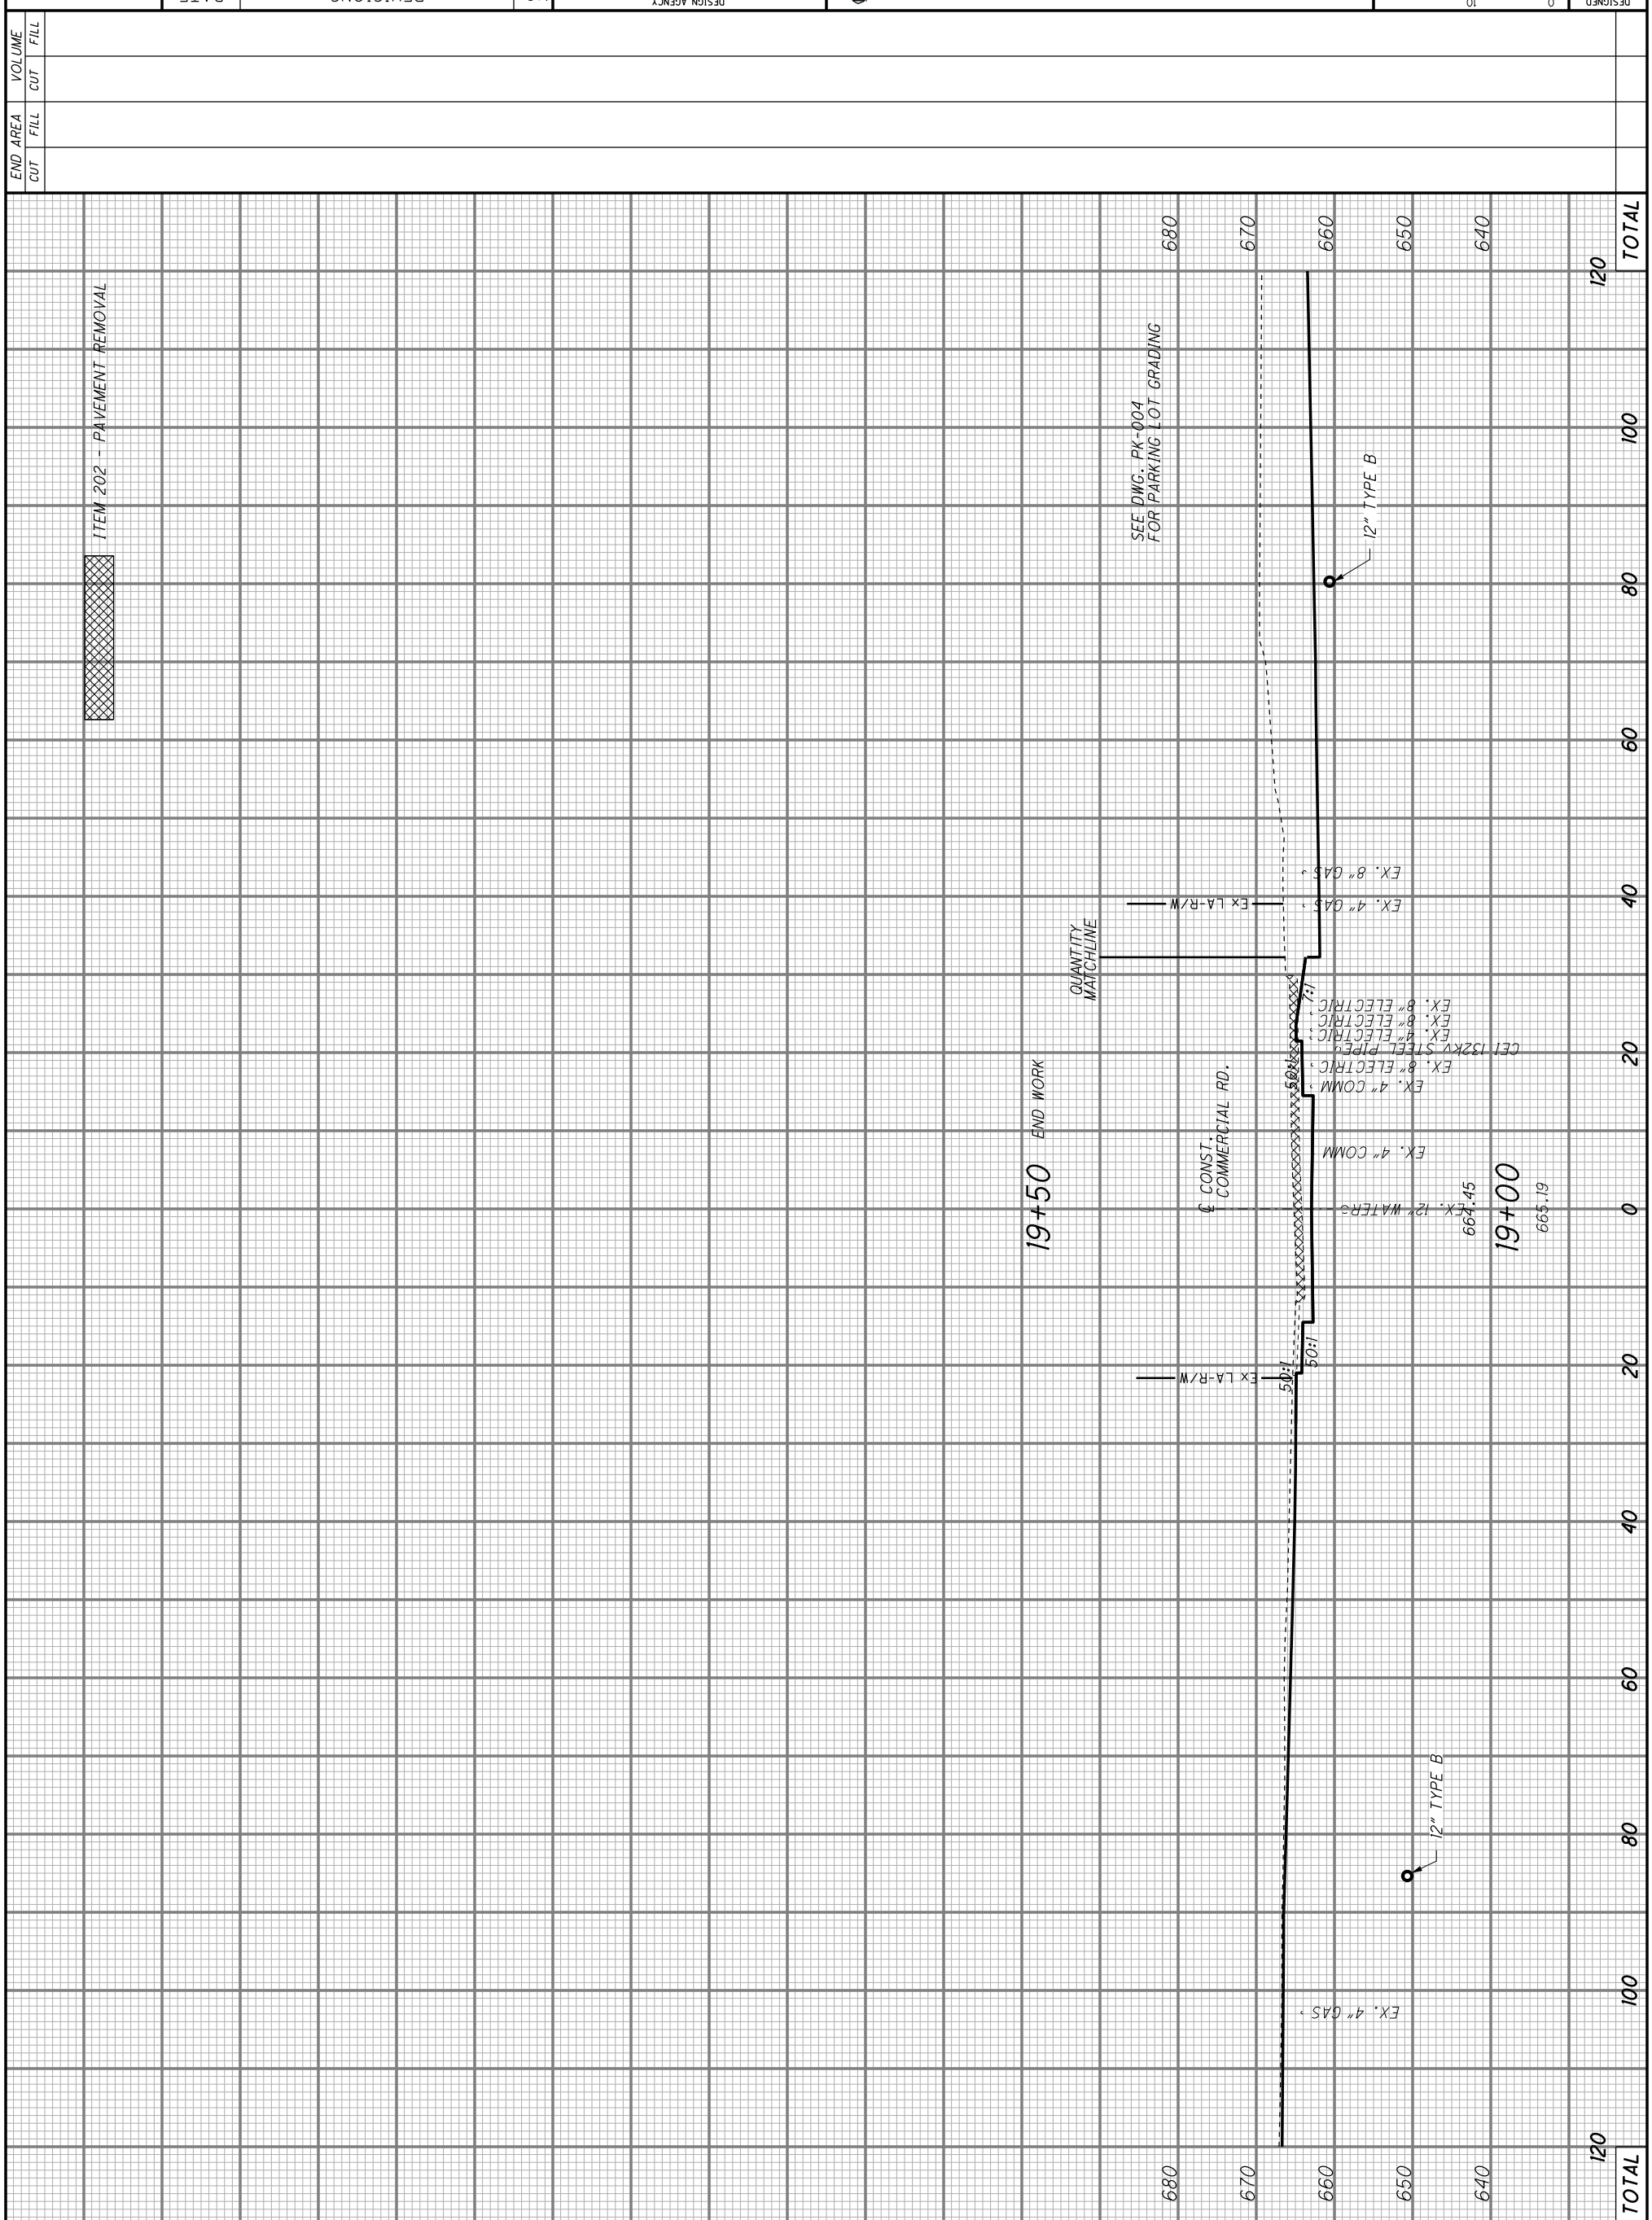 END AREA
VOLUME
CUT
FILL
CUT
FILL
ITEM 202 - PAVEMENT REMOVAL
19+50
END WORK
QUANTITY
MATCHLINE
SEE DWG. PK-004
FOR PARKING LOT GRADING
℄ CONST.
COMMERCIAL RD.
Ex LA-R/W
Ex LA-R/W
50:1
50:1
50:1
7:1
680
670
660
650
640
680
670
660
650
640
EX. 4" GAS
12" TYPE B
EX. 12" WATER
EX. 4" COMM
EX. 4" COMM
EX. 8" ELECTRIC
CEI 132kV STEEL PIPE
EX. 4" ELECTRIC
EX. 8" ELECTRIC
EX. 8" ELECTRIC
EX. 4" GAS
EX. 8" GAS
12" TYPE B
664.45
19+00
665.19
120
100
80
60
40
20
0
20
40
60
80
100
120
TOTAL
TOTAL
DESIGN AGENCY
DESIGNED
0
10